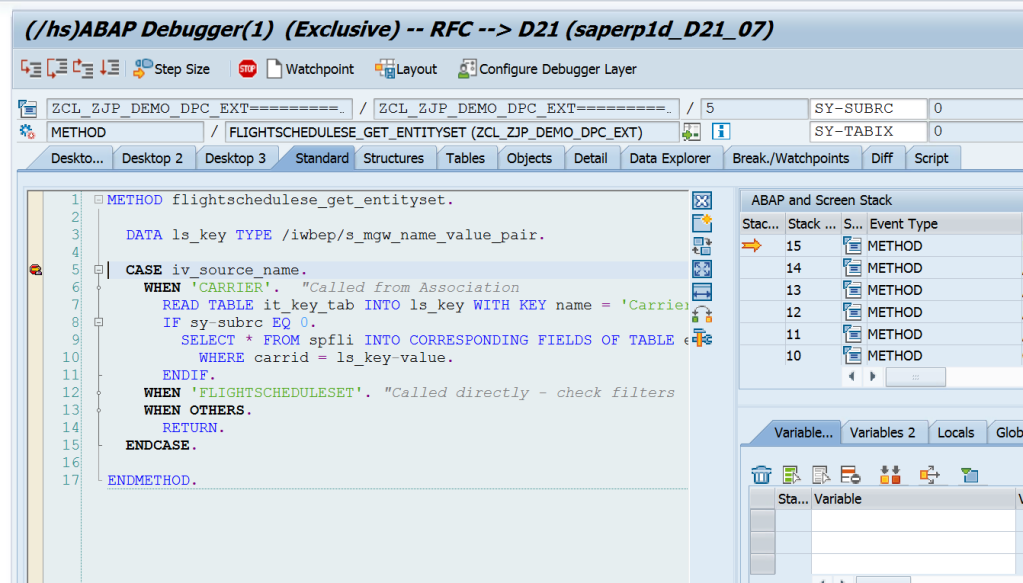 (/hs)ABAP Debugger(1) (Exclusive) -- RFC --> D21 (saperp1d_D21_07)
Step Size STOP Watchpoint Layout Configure Debugger Layer
ZCL_ZJP_DEMO_DPC_EXT=========.. / ZCL_ZJP_DEMO_DPC_EXT=========.. / 5 SY-SUBRC 0
METHOD / FLIGHTSCHEDULESE_GET_ENTITYSET (ZCL_ZJP_DEMO_DPC_EXT) SY-TABIX 0
Deskto... Desktop 2 Desktop 3 Standard Structures Tables Objects Detail Data Explorer Break./Watchpoints Diff Script
1 METHOD flightschedulese_get_entityset.
2
3 DATA ls_key TYPE /iwbep/s_mgw_name_value_pair.
4
5 CASE iv_source_name.
6 WHEN 'CARRIER'. "Called from Association
7 READ TABLE it_key_tab INTO ls_key WITH KEY name = 'Carrier
8 IF sy-subrc EQ 0.
9 SELECT * FROM spfli INTO CORRESPONDING FIELDS OF TABLE e
10 WHERE carrid = ls_key-value.
11 ENDIF.
12 WHEN 'FLIGHTSCHEDULESET'. "Called directly - check filters
13 WHEN OTHERS.
14 RETURN.
15 ENDCASE.
16
17 ENDMETHOD.
ABAP and Screen Stack
Stac... Stack ... S... Event Type
15 METHOD
14 METHOD
13 METHOD
12 METHOD
11 METHOD
10 METHOD
Variable... Variables 2 Locals Glob
Sta... Variable V